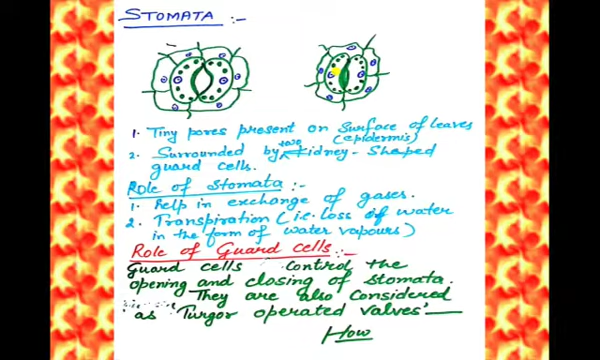 STOMATA :-
1. Tiny pores present on Surface of leaves
(epidermis)
2. Surrounded by two kidney-Shaped
guard cells.
Role of Stomata :-
1. Help in exchange of gases.
2. Transpiration (i.e. loss of water
in the form of water vapours)
Role of Guard cells :-
Guard cells Control the
opening and closing of Stomata.
They are also Considered
as 'Turgor operated valves'—
How